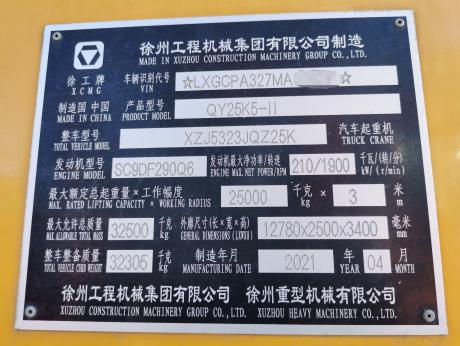 徐州工程机械集团有限公司制造
MADE IN XUZHOU CONSTRUCTION MACHINERY GROUP CO., LTD.
徐工牌 车辆识别代号 ☆LXGCPA327MA ☆
XCMG VIN
制造国 中国 产品型号 QY25K5-II
MADE IN CHINA PRODUCT MODEL
整车型号 XZJ5323JQZ25K 汽车起重机
TOTAL VEHICLE MODEL TRUCK CRANE
发动机型号 SC9DF290Q6 发动机最大净功率/转速 210/1900 千瓦/(转/分)
ENGINE MODEL ENGINE MAX. NET POWER/RPM kW/(r/min)
最大额定总起重量×工作幅度 25000 千克 × 3 米
MAX. RATED LIFTING CAPACITY × WORKING RADIUS kg m
最大允许总质量 32500 千克 外廓尺寸(长×宽×高) 12780x2500x3400 毫米
MAX. ALLOWABLE TOTAL MASS kg GENERAL DIMENSIONS (LXWXH) mm
整车整备质量 32305 千克 制造年月 2021 年 04 月
TOTAL VEHICLE CURB WEIGHT kg MANUFACTURING DATE YEAR MONTH
徐州工程机械集团有限公司 徐州重型机械有限公司
XUZHOU CONSTRUCTION MACHINERY GROUP CO., LTD. XUZHOU HEAVY MACHINERY CO., LTD.